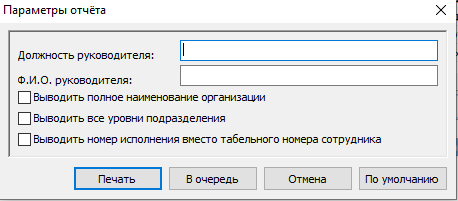 Параметры отчёта
Должность руководителя:
Ф.И.О. руководителя:
Выводить полное наименование организации
Выводить все уровни подразделения
Выводить номер исполнения вместо табельного номера сотрудника
Печать В очередь Отмена По умолчанию